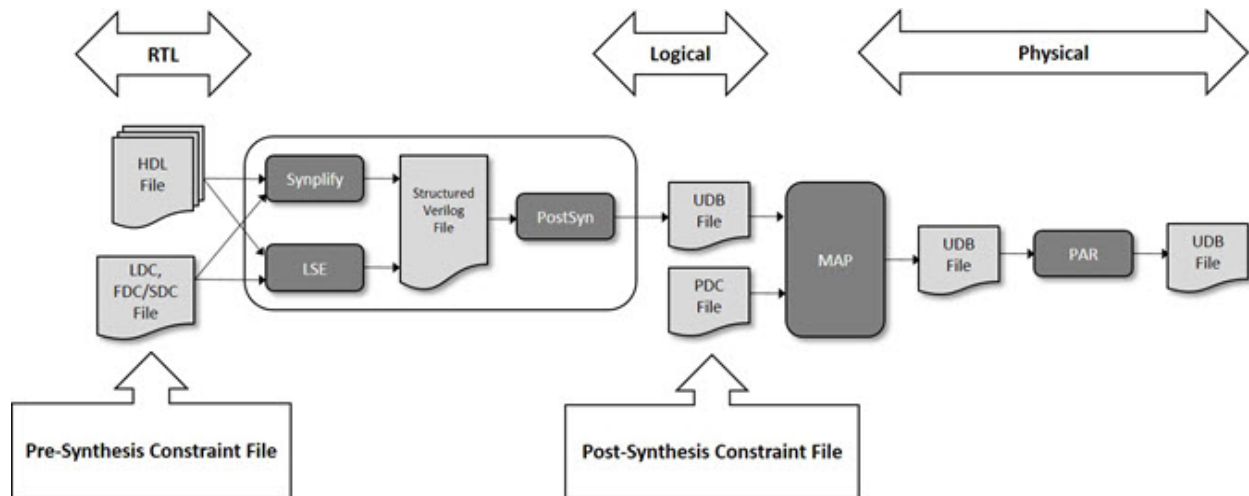 RTL
Logical
Physical
HDL
File
Synplify
Structured
Verilog
File
PostSyn
UDB
File
LDC,
FDC/SDC
File
LSE
PDC
File
MAP
UDB
File
PAR
UDB
File
Pre-Synthesis Constraint File
Post-Synthesis Constraint File